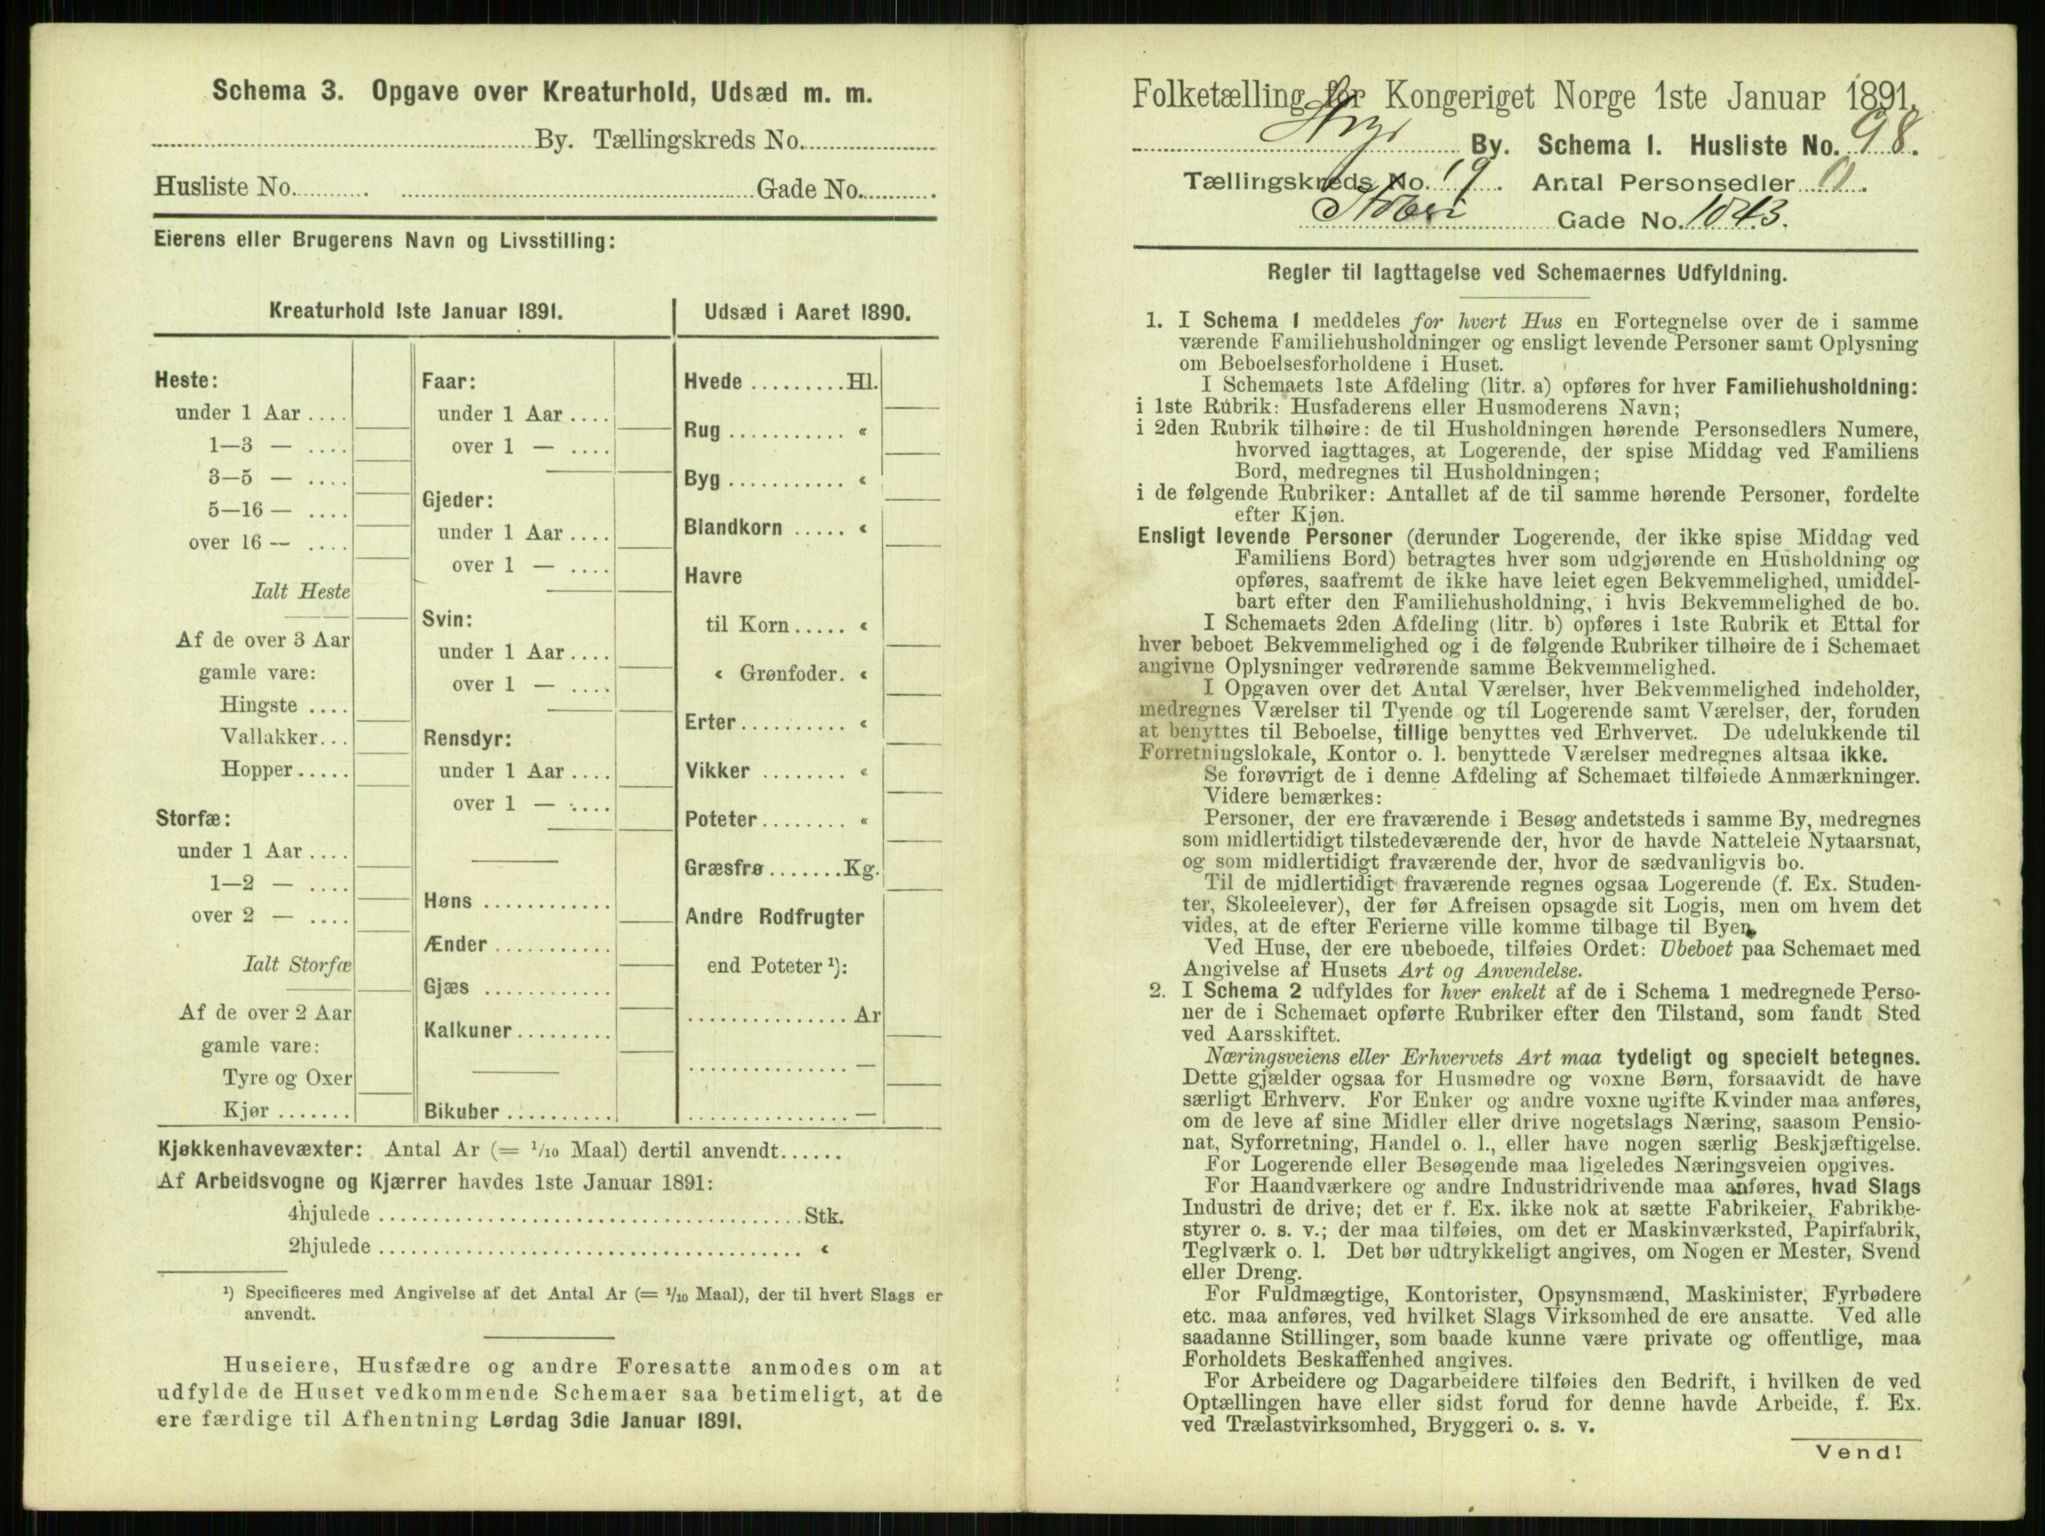 Schema 3. Opgave over Kreaturhold, Udsæd m. m.
By. Tællingskreds No.
Husliste No. Gade No.
Eierens eller Brugerens Navn og Livsstilling:
Kreaturhold 1ste Januar 1891.
Heste:
under 1 Aar ....
1—3 — ....
3—5 — ....
5—16 — ....
over 16 — ....
Ialt Heste
Af de over 3 Aar
gamle vare:
Hingste ....
Vallakker...
Hopper.....
Storfæ:
under 1 Aar ....
1—2 — ....
over 2 — ....
Ialt Storfæ
Af de over 2 Aar
gamle vare:
Tyre og Oxer
Kjør .......
Faar:
under 1 Aar ....
over 1 — ....
Gjeder:
under 1 Aar ....
over 1 — ....
Svin:
under 1 Aar ....
over 1 — ....
Rensdyr:
under 1 Aar ....
over 1 — ....
Høns ............
Ænder ...........
Gjæs ............
Kalkuner.........
Bikuber ..........
Udsæd i Aaret 1890.
Hvede .........Hl.
Rug ........... «
Byg ........... «
Blandkorn ..... «
Havre
til Korn..... «
« Grønfoder. «
Erter.......... «
Vikker ........ «
Poteter........ «
Græsfrø .......Kg.
Andre Rodfrugter
end Poteter ¹):
............... Ar
............... —
............... —
Kjøkkenhavevæxter: Antal Ar (= 1/10 Maal) dertil anvendt......
Af Arbeidsvogne og Kjærrer havdes 1ste Januar 1891:
4hjulede ........................................Stk.
2hjulede ........................................ «
¹) Specificeres med Angivelse af det Antal Ar (= 1/10 Maal), der til hvert Slags er
anvendt.
Huseiere, Husfædre og andre Foresatte anmodes om at
udfylde de Huset vedkommende Schemaer saa betimeligt, at de
ere færdige til Afhentning Lørdag 3die Januar 1891.
Folketælling for Kongeriget Norge 1ste Januar 1891.
By. Schema 1. Husliste No. 98.
Tællingskreds No. 19. Antal Personsedler 0.
Gade No. 1043.
Regler til Iagttagelse ved Schemaernes Udfyldning.
1. I Schema 1 meddeles for hvert Hus en Fortegnelse over de i samme
værende Familiehusholdninger og ensligt levende Personer samt Oplysning
om Beboelsesforholdene i Huset.
I Schemaets 1ste Afdeling (litr. a) opføres for hver Familiehusholdning:
i 1ste Rubrik: Husfaderens eller Husmoderens Navn;
i 2den Rubrik tilhøire: de til Husholdningen hørende Personsedlers Numere,
hvorved iagttages, at Logerende, der spise Middag ved Familiens
Bord, medregnes til Husholdningen;
i de følgende Rubriker: Antallet af de til samme hørende Personer, fordelte
efter Kjøn.
Ensligt levende Personer (derunder Logerende, der ikke spise Middag ved
Familiens Bord) betragtes hver som udgjørende en Husholdning og
opføres, saafremt de ikke have leiet egen Bekvemmelighed, umiddel-
bart efter den Familiehusholdning, i hvis Bekvemmelighed de bo.
I Schemaets 2den Afdeling (litr. b) opføres i 1ste Rubrik et Ettal for
hver beboet Bekvemmelighed og i de følgende Rubriker tilhøire de i Schemaet
angivne Oplysninger vedrørende samme Bekvemmelighed.
I Opgaven over det Antal Værelser, hver Bekvemmelighed indeholder,
medregnes Værelser til Tyende og til Logerende samt Værelser, der, foruden
at benyttes til Beboelse, tillige benyttes ved Erhvervet. De udelukkende til
Forretningslokale, Kontor o. l. benyttede Værelser medregnes altsaa ikke.
Se forøvrigt de i denne Afdeling af Schemaet tilføiede Anmærkninger.
Videre bemærkes:
Personer, der ere fraværende i Besøg andetsteds i samme By, medregnes
som midlertidigt tilstedeværende der, hvor de havde Natteleie Nytaarsnat,
og som midlertidigt fraværende der, hvor de sædvanligvis bo.
Til de midlertidigt fraværende regnes ogsaa Logerende (f. Ex. Studen-
ter, Skoleelever), der før Afreisen opsagde sit Logis, men om hvem det
vides, at de efter Ferierne ville komme tilbage til Byen.
Ved Huse, der ere ubeboede, tilføies Ordet: Ubeboet paa Schemaet med
Angivelse af Husets Art og Anvendelse.
2. I Schema 2 udfyldes for hver enkelt af de i Schema 1 medregnede Perso-
ner de i Schemaet opførte Rubriker efter den Tilstand, som fandt Sted
ved Aarsskiftet.
Næringsveiens eller Erhvervets Art maa tydeligt og specielt betegnes.
Dette gjælder ogsaa for Husmødre og voxne Børn, forsaavidt de have
særligt Erhverv. For Enker og andre voxne ugifte Kvinder maa anføres,
om de leve af sine Midler eller drive nogetslags Næring, saasom Pensio-
nat, Syforretning, Handel o. l., eller have nogen særlig Beskjæftigelse.
For Logerende eller Besøgende maa ligeledes Næringsveien opgives.
For Haandværkere og andre Industridrivende maa anføres, hvad Slags
Industri de drive; det er f. Ex. ikke nok at sætte Fabrikeier, Fabrikbe-
styrer o. s. v.; der maa tilføies, om det er Maskinværksted, Papirfabrik,
Teglværk o. l. Det bør udtrykkeligt angives, om Nogen er Mester, Svend
eller Dreng.
For Fuldmægtige, Kontorister, Opsynsmænd, Maskinister, Fyrbødere
etc. maa anføres, ved hvilket Slags Virksomhed de ere ansatte. Ved alle
saadanne Stillinger, som baade kunne være private og offentlige, maa
Forholdets Beskaffenhed angives.
For Arbeidere og Dagarbeidere tilføies den Bedrift, i hvilken de ved
Optællingen have eller sidst forud for denne havde Arbeide, f. Ex.
ved Trælastvirksomhed, Bryggeri o. s. v.
Vend!